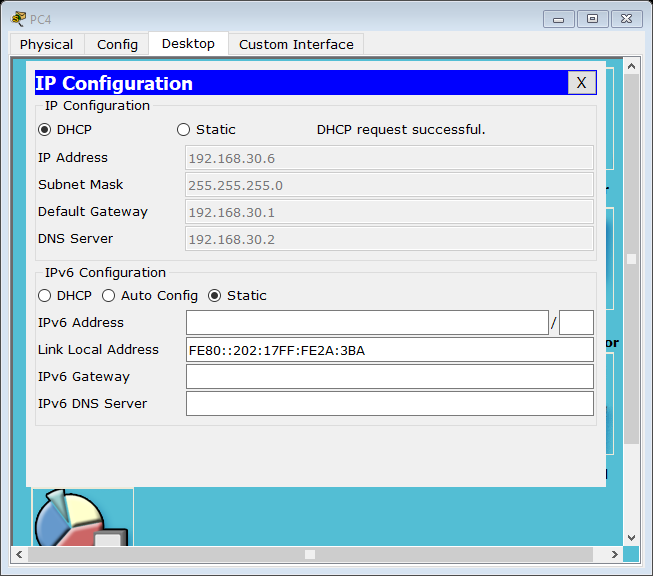 PC4
Physical Config Desktop Custom Interface
IP Configuration X
IP Configuration
DHCP Static DHCP request successful.
IP Address 192.168.30.6
Subnet Mask 255.255.255.0
Default Gateway 192.168.30.1
DNS Server 192.168.30.2
IPv6 Configuration
DHCP Auto Config Static
IPv6 Address /
Link Local Address FE80::202:17FF:FE2A:3BA
IPv6 Gateway
IPv6 DNS Server
or